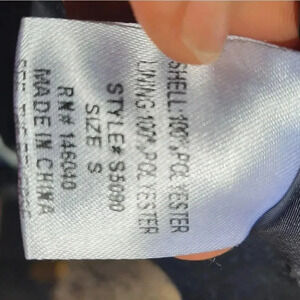 SHELL:100%POLYESTER
LINING:100%POLYESTER
STYLE# S5090
SIZE S
RN# 146040
MADE IN CHINA